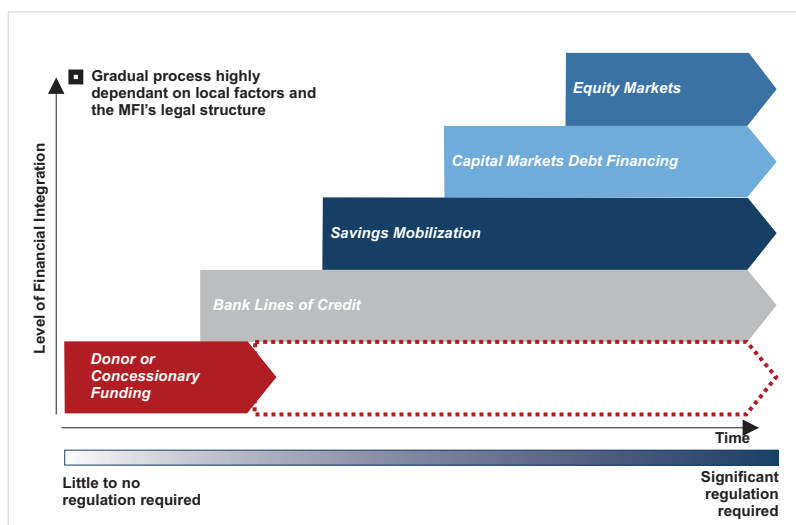 Gradual process highly
dependant on local factors and
the MFI's legal structure
Level of Financial Integration
Equity Markets
Capital Markets Debt Financing
Savings Mobilization
Bank Lines of Credit
Donor or
Concessionary
Funding
Time
Little to no
regulation required
Significant
regulation
required